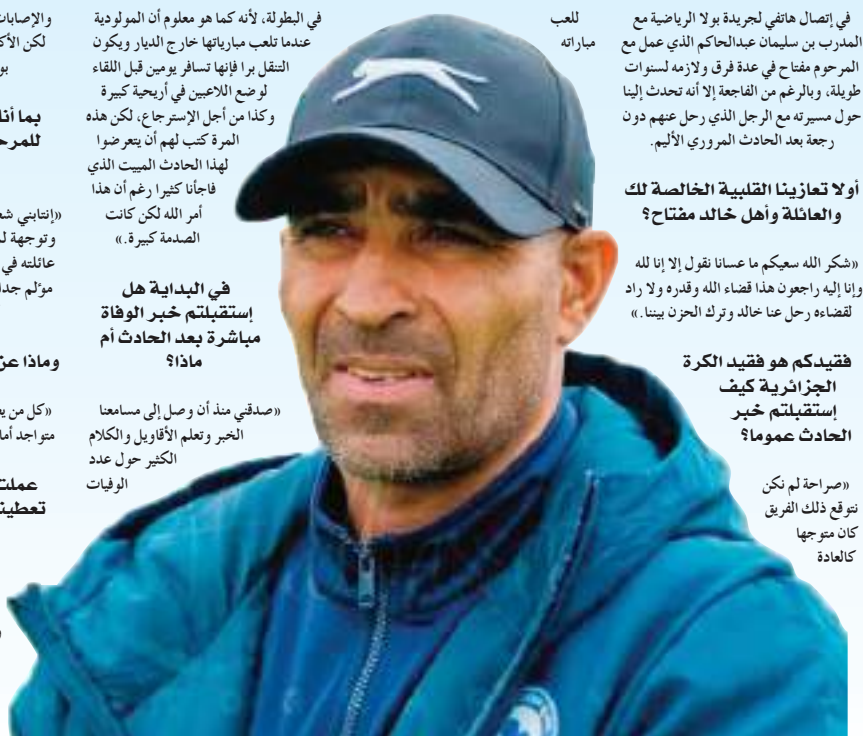 في إتصال هاتفي لجريدة بولا الرياضية مع
المدرب بن سليمان عبدالحاكم الذي عمل مع
المرحوم مفتاح في عدة فرق ولازمه لسنوات
طويلة، وبالرغم من الفاجعة إلا أنه تحدث إلينا
حول مسيرته مع الرجل الذي رحل عنهم دون
رجعة بعد الحادث المروري الأليم.
أولا تعازينا القلبية الخالصة لك
والعائلة وأهل خالد مفتاح؟
«شكر الله سعيكم ما عسانا نقول إلا إنا لله
وإنا إليه راجعون هذا قضاء الله وقدره ولا راد
لقضاءه رحل عنا خالد وترك الحزن بيننا.»
فقيدكم هو فقيد الكرة
الجزائرية كيف
إستقبلتم خبر
الحادث عموما؟
«صراحة لم نكن
نتوقع ذلك الفريق
كان متوجها
كالعادة
للعب
مباراته
في البطولة، لأنه كما هو معلوم أن المولودية
عندما تلعب مبارياتها خارج الديار ويكون
التنقل برا فإنها تسافر يومين قبل اللقاء
لوضع اللاعبين في أريحية كبيرة
وكذا من أجل الإسترجاع، لكن هذه
المرة كتب لهم أن يتعرضوا
لهذا الحادث المميت الذي
فاجأنا كثيرا رغم أن هذا
أمر الله لكن كانت
الصدمة كبيرة.»
في البداية هل
إستقبلتم خبر الوفاة
مباشرة بعد الحادث أم
ماذا؟
«صدقني منذ أن وصل إلى مسامعنا
الخبر وتعلم الأقاويل والكلام
الكثير حول عدد
الوفيات
والإصابات
لكن الأك
بو
بما أنك
للمرح
«إنتابني شع
وتوجهة ل
عائلته في
مؤلم جدا
وماذا عن
«كل من يع
متواجد أما
عملت
تعطينا